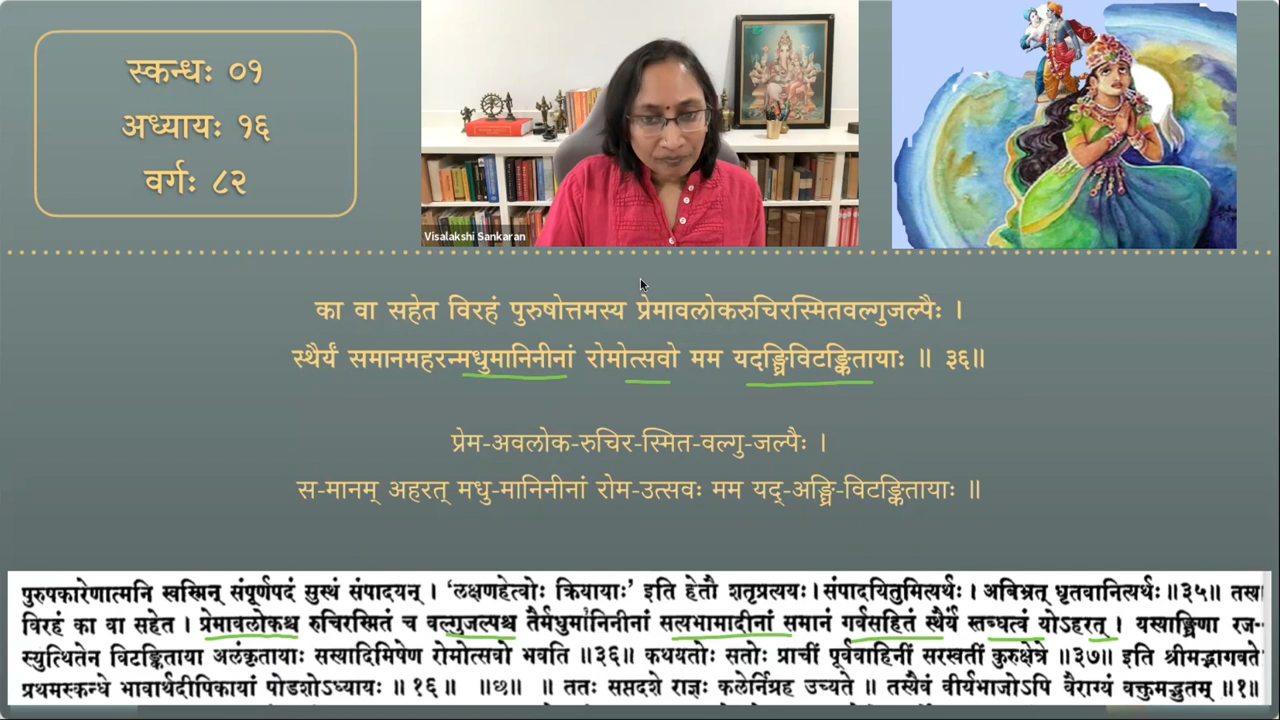 स्कन्धः ०१
अध्यायः १६
वर्गः ८२
Visalakshi Sankaran
का वा सहेत विरहं पुरुषोत्तमस्य प्रेमावलोकरुचिरस्मितवल्गुजल्पैः ।
स्थैर्यं समानमहरन्मधुमानिनीनां रोमोत्सवो मम यदङ्घ्रिविटङ्कितायाः ॥ ३६॥
प्रेम-अवलोक-रुचिर-स्मित-वल्गु-जल्पैः ।
स-मानम् अहरत् मधु-मानिनीनां रोम-उत्सवः मम यद्-अङ्घ्रि-विटङ्कितायाः ॥
पुरुषकारेणात्मनि स्वस्मिन् संपूर्णपदं सुस्थं संपादयन् । ‘लक्षणहेत्वोः क्रियायाः’ इति हेतौ शतृप्रत्ययः । संपादयितुमित्यर्थः । अबिभ्रत् धृतवानित्यर्थः ॥३५॥ तस्य
विरहं का वा सहेत । प्रेमावलोकश्च रुचिरस्मितं च वल्गुजल्पश्च तैर्मधुमानिनीनां सत्यभामादीनां समानं गर्वसहितं स्थैर्यं स्तब्धत्वं योऽहरत् । यस्याङ्घ्रिणा रज-
स्युत्थितेन विटङ्किताया अलंकृतायाः सस्यादिमिषेण रोमोत्सवो भवति ॥३६॥ कथयतोः सतोः प्राचीं पूर्ववाहिनीं सरस्वतीं कुरुक्षेत्रे ॥३७॥ इति श्रीमद्भागवते
प्रथमस्कन्धे भावार्थदीपिकायां षोडशोऽध्यायः ॥ १६ ॥ ॥छ॥ ॥ ततः सप्तदशे राज्ञः कलेर्निग्रह उच्यते ॥ तस्यैवं वीर्यभाजोऽपि वैराग्यं वक्तुमद्भुतम् ॥१॥